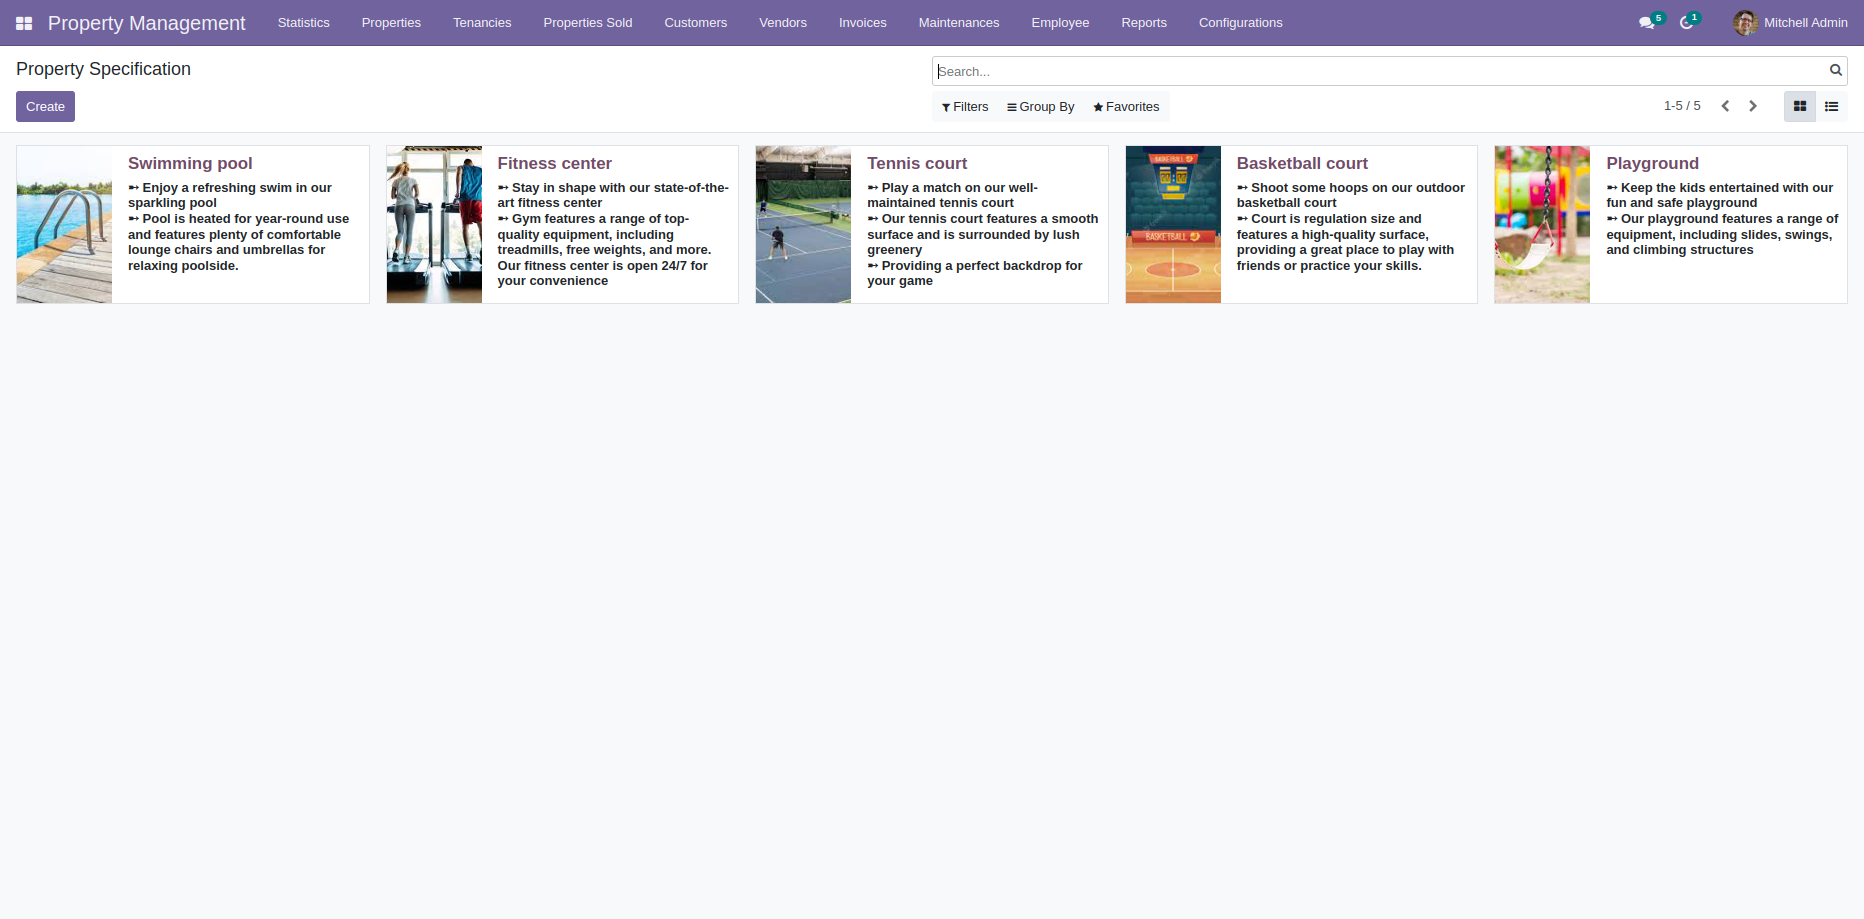 Property Management Statistics Properties Tenancies Properties Sold Customers Vendors Invoices Maintenances Employee Reports Configurations 5 1 Mitchell Admin
Property Specification
Search...
Create
Filters Group By Favorites 1-5 / 5
Swimming pool
➻ Enjoy a refreshing swim in our
sparkling pool
➻ Pool is heated for year-round use
and features plenty of comfortable
lounge chairs and umbrellas for
relaxing poolside.
Fitness center
➻ Stay in shape with our state-of-the-
art fitness center
➻ Gym features a range of top-
quality equipment, including
treadmills, free weights, and more.
Our fitness center is open 24/7 for
your convenience
Tennis court
➻ Play a match on our well-
maintained tennis court
➻ Our tennis court features a smooth
surface and is surrounded by lush
greenery
➻ Providing a perfect backdrop for
your game
BASKETBALL
BASKETBALL
Basketball court
➻ Shoot some hoops on our outdoor
basketball court
➻ Court is regulation size and
features a high-quality surface,
providing a great place to play with
friends or practice your skills.
Playground
➻ Keep the kids entertained with our
fun and safe playground
➻ Our playground features a range of
equipment, including slides, swings,
and climbing structures